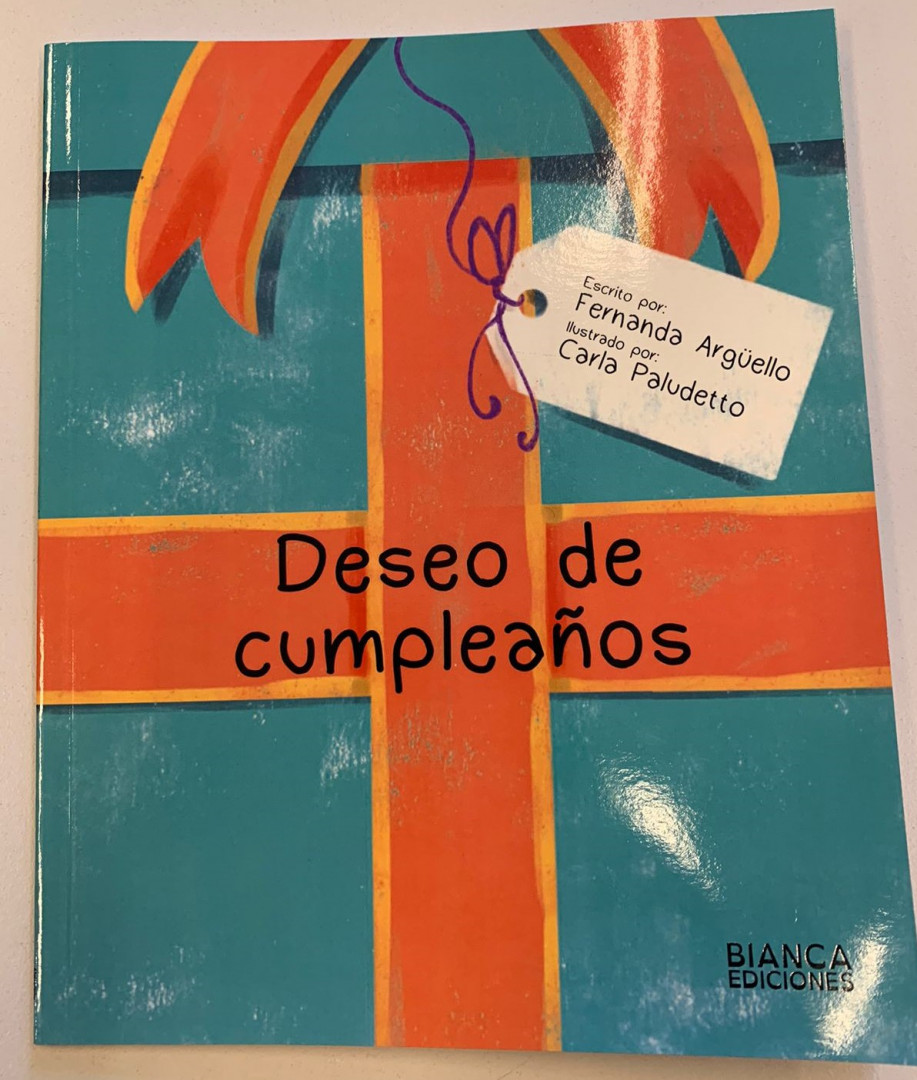 Escrito por:
Fernanda Argüello
Ilustrado por:
Carla Paludetto
Deseo de
cumpleaños
BIANCA
EDICIONES